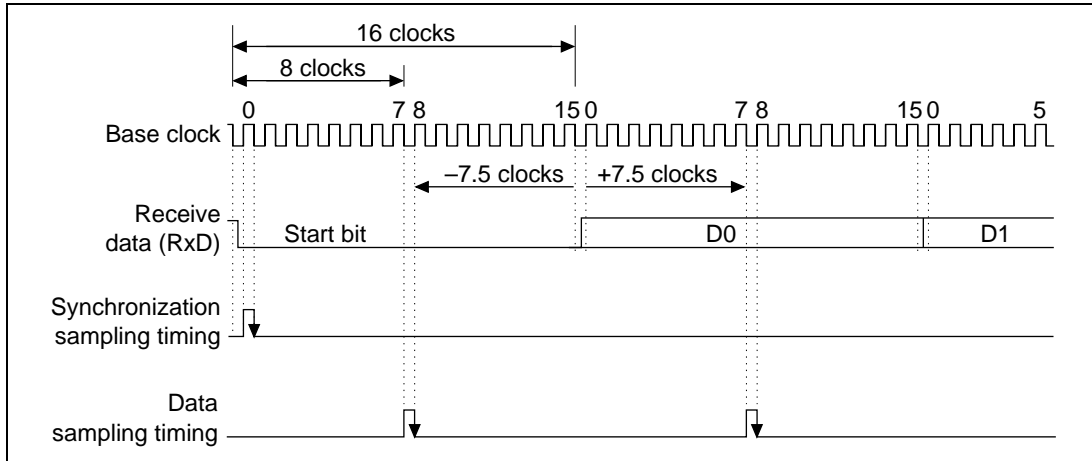 16 clocks
8 clocks
0 7 8 15 0 7 8 15 0 5
Base clock
–7.5 clocks +7.5 clocks
Receive
data (RxD)
Start bit D0 D1
Synchronization
sampling timing
Data
sampling timing